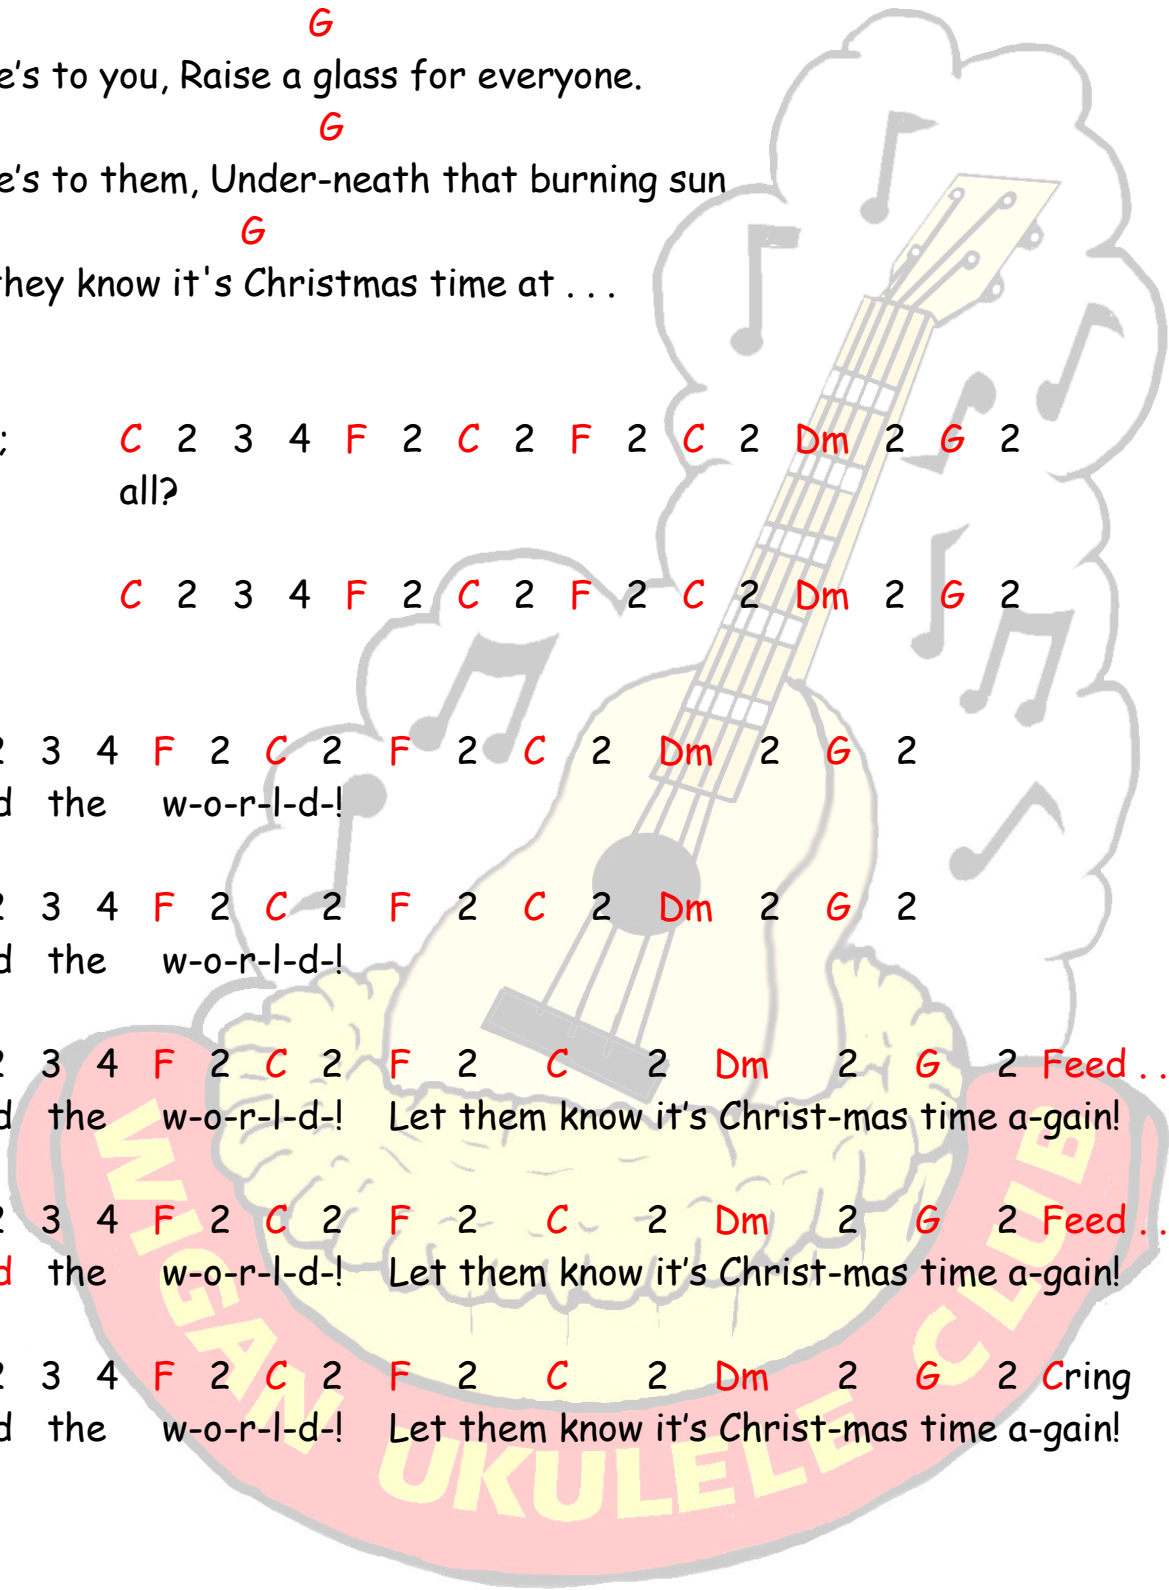 G
e's to you, Raise a glass for everyone.
G
e's to them, Under-neath that burning sun
G
they know it's Christmas time at . . .
; C 2 3 4 F 2 C 2 F 2 C 2 Dm 2 G 2
all?
C 2 3 4 F 2 C 2 F 2 C 2 Dm 2 G 2
2 3 4 F 2 C 2 F 2 C 2 Dm 2 G 2
d the w-o-r-l-d-!
2 3 4 F 2 C 2 F 2 C 2 Dm 2 G 2
d the w-o-r-l-d-!
2 3 4 F 2 C 2 F 2 C 2 Dm 2 G 2 Feed . .
d the w-o-r-l-d-! Let them know it's Christ-mas time a-gain!
2 3 4 F 2 C 2 F 2 C 2 Dm 2 G 2 Feed . .
d the w-o-r-l-d-! Let them know it's Christ-mas time a-gain!
2 3 4 F 2 C 2 F 2 C 2 Dm 2 G 2 Cring
d the w-o-r-l-d-! Let them know it's Christ-mas time a-gain!
WIGAN UKULELE CLUB